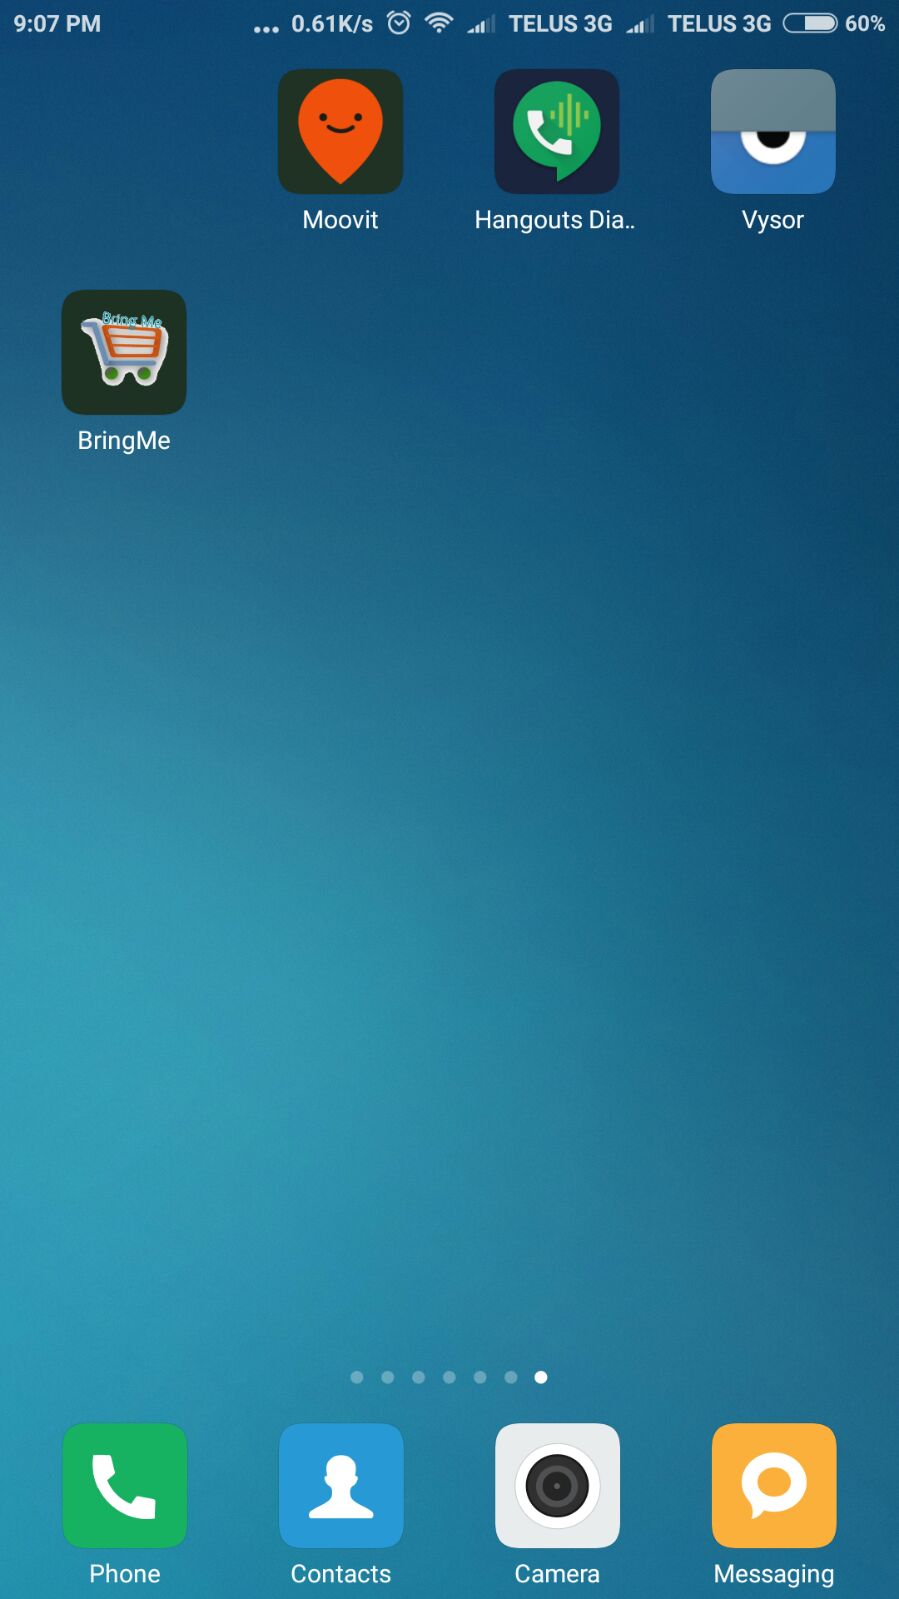 9:07 PM ... 0.61K/s TELUS 3G TELUS 3G 60%
Moovit Hangouts Dia.. Vysor
Bring Me
BringMe
Phone Contacts Camera Messaging